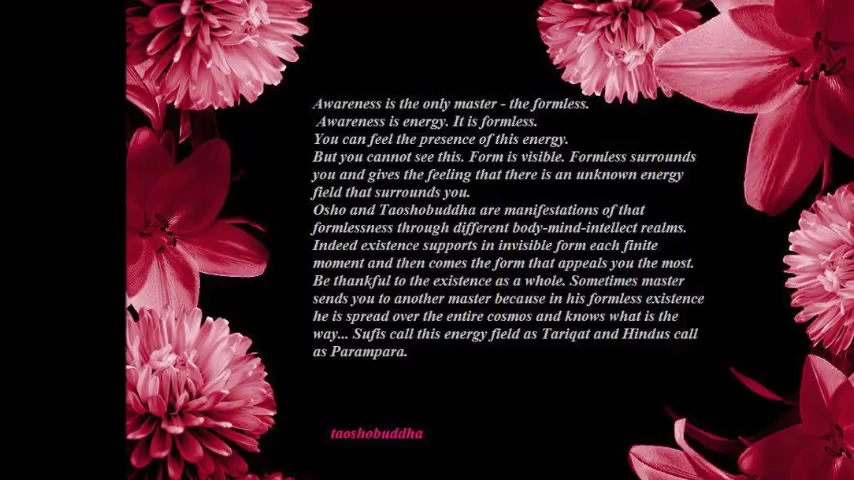 Awareness is the only master - the formless.
Awareness is energy. It is formless.
You can feel the presence of this energy.
But you cannot see this. Form is visible. Formless surrounds
you and gives the feeling that there is an unknown energy
field that surrounds you.
Osho and Taoshobuddha are manifestations of that
formlessness through different body-mind-intellect realms.
Indeed existence supports in invisible form each finite
moment and then comes the form that appeals you the most.
Be thankful to the existence as a whole. Sometimes master
sends you to another master because in his formless existence
he is spread over the entire cosmos and knows what is the
way... Sufis call this energy field as Tariqat and Hindus call
as Parampara.
taoshobuddha